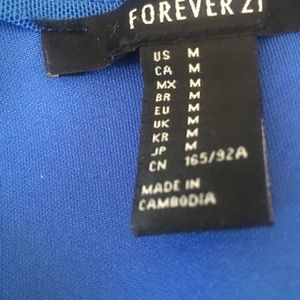 FOREVER 21
US M
CA M
MX M
BR M
EU M
UK M
KR M
JP M
CN 165/92A
MADE IN
CAMBODIA